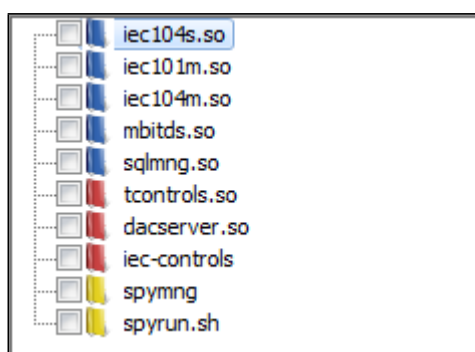 iec104s.so
iec101m.so
iec104m.so
mbitds.so
sqlmng.so
tcontrols.so
dacserver.so
iec-controls
spymng
spyrun.sh